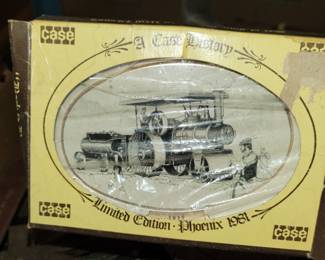 CASE
CASE
A Case History
Limited Edition · Phoenix 1981
CASE
CASE